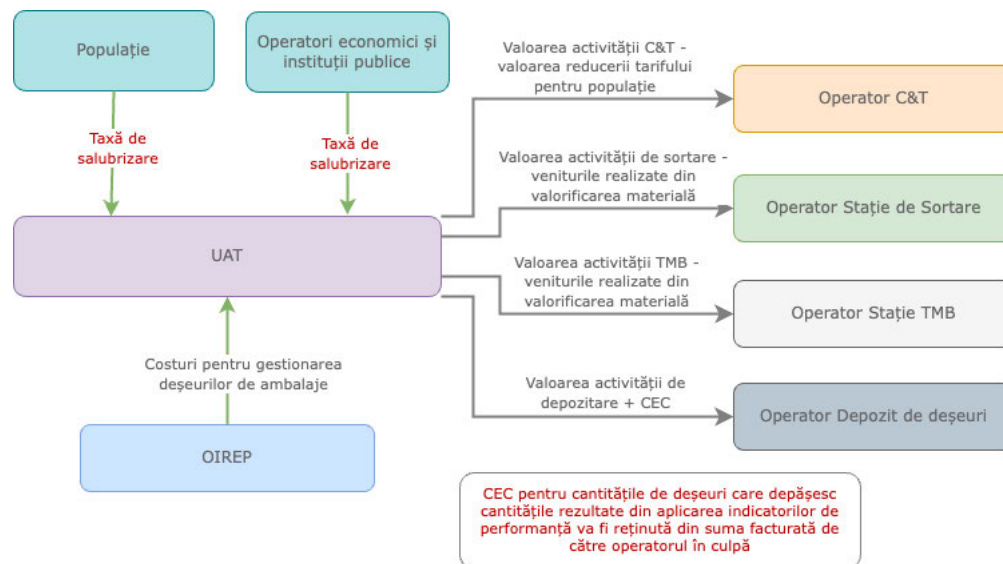 Populație
Operatori economici și
instituții publice
Valoarea activității C&T -
valoarea reducerii tarifului
pentru populație
Operator C&T
Taxă de
salubrizare
Taxă de
salubrizare
Valoarea activității de sortare -
veniturile realizate din
valorificarea materială
Operator Stație de Sortare
UAT
Valoarea activității TMB -
veniturile realizate din
valorificarea materială
Operator Stație TMB
Costuri pentru gestionarea
deșeurilor de ambalaje
Valoarea activității de
depozitare + CEC
Operator Depozit de deșeuri
OIREP
CEC pentru cantitățile de deșeuri care depășesc
cantitățile rezultate din aplicarea indicatorilor de
performanță va fi reținută din suma facturată de
către operatorul în culpă